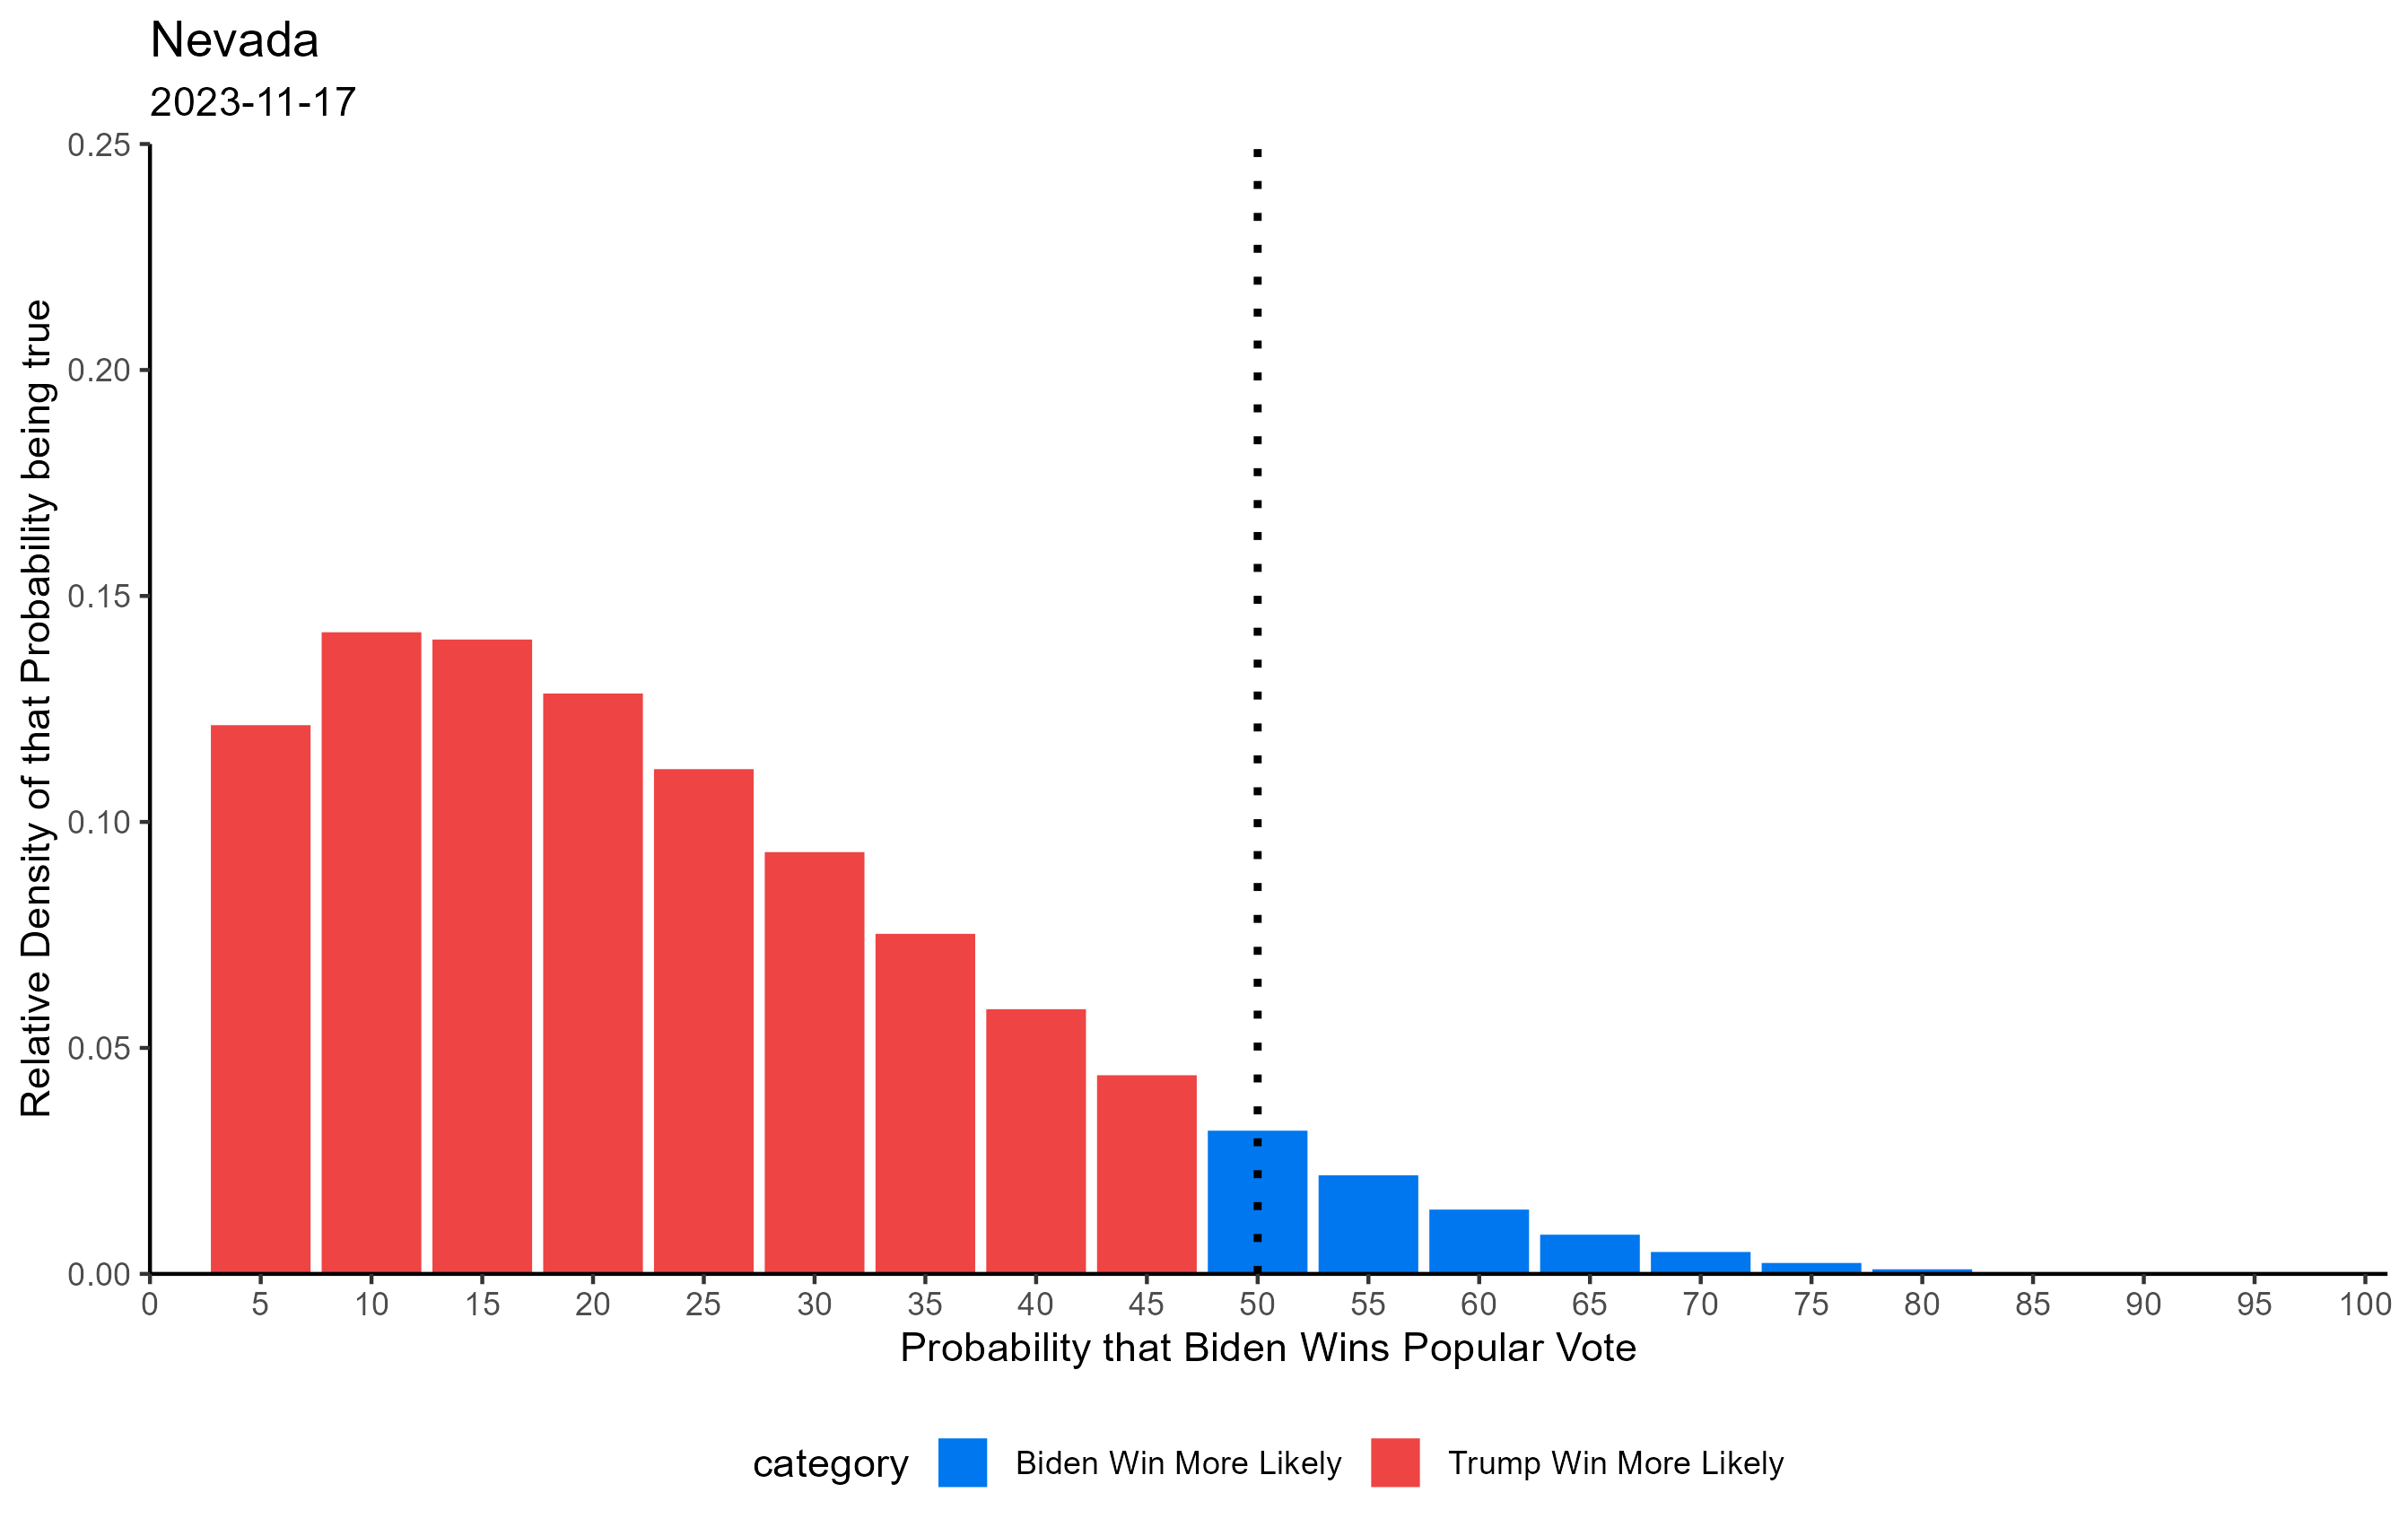 Nevada
2023-11-17
Relative Density of that Probability being true
0.25
0.20
0.15
0.10
0.05
0.00
0 5 10 15 20 25 30 35 40 45 50 55 60 65 70 75 80 85 90 95 100
Probability that Biden Wins Popular Vote
category Biden Win More Likely Trump Win More Likely